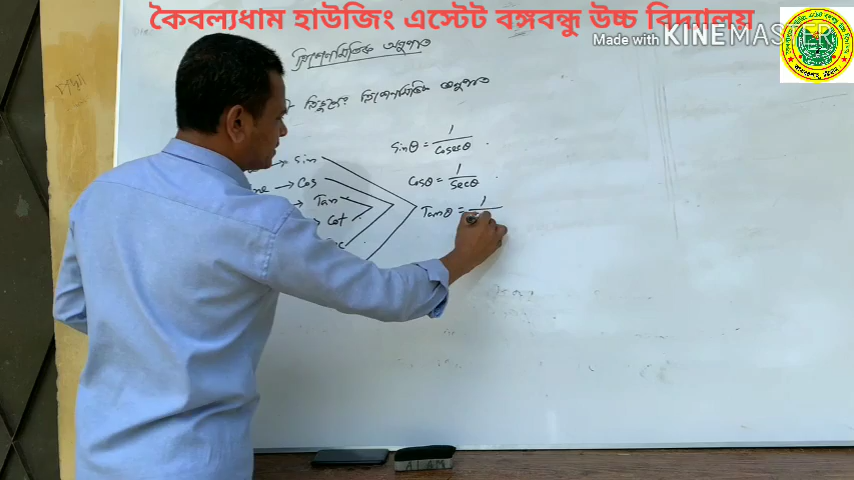 কৈবল্যধাম হাউজিং এস্টেট বঙ্গবন্ধু উচ্চ বিদ্যালয়
Made with KINEMASTER
ত্রিকোণমিতিক অনুপাত
ত্রিকোণমিতিক অনুপাত
→ Sin
→ Cos
→ Tan
→ Cot
Sinθ = 1/Cosecθ
Cosθ = 1/Secθ
Tanθ = 1
ALAM